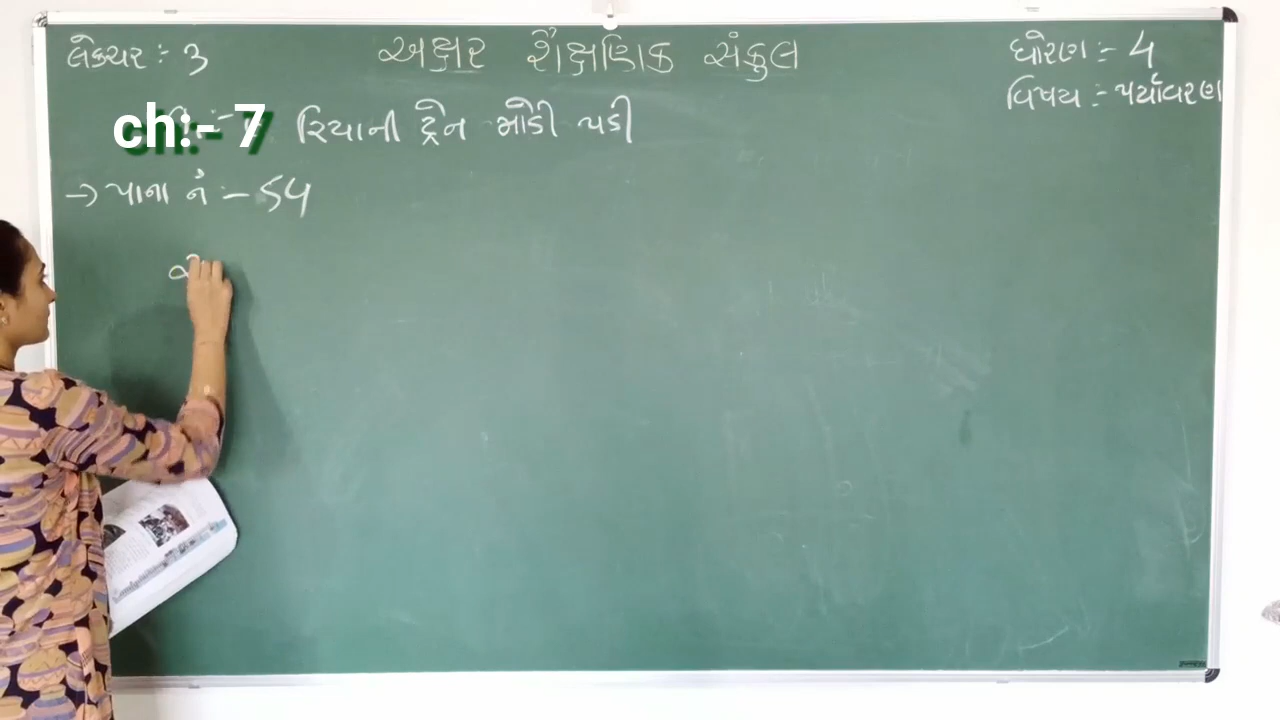 લેક્ચર :- 3
અક્ષર શૈક્ષણિક સંકુલ
ધોરણ :- 4
વિષય :- પર્યાવરણ
ch:- 7 રિયાની ટ્રેન મોડી પડી
→ પાના નં :- 54